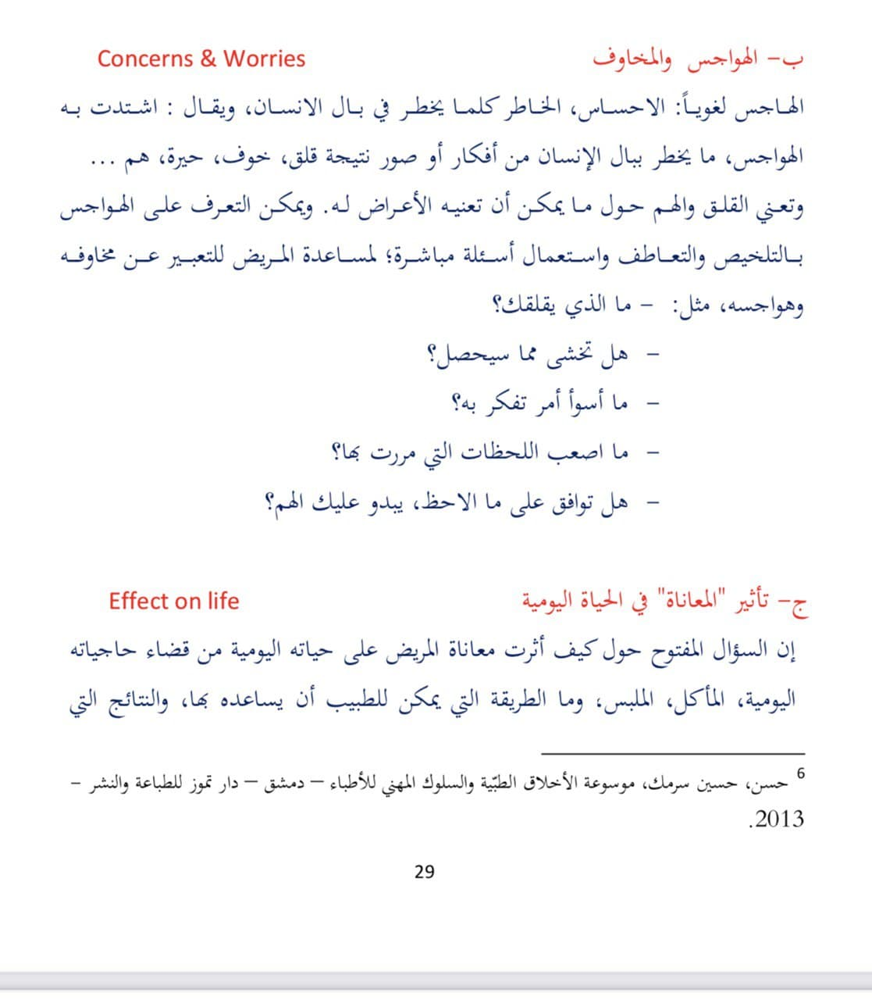 ب- الهواجس والمخاوف Concerns & Worries
الهاجس لغوياً: الاحساس، الخاطر كلما يخطر في بال الانسان، ويقال : اشتدت به
الهواجس، ما يخطر ببال الإنسان من أفكار أو صور نتيجة قلق، خوف، حيرة، هم ...
وتعني القلق والهم حول ما يمكن أن تعنيه الأعراض له. ويمكن التعرف على الهواجس
بالتلخيص والتعاطف واستعمال أسئلة مباشرة؛ لمساعدة المريض للتعبير عن مخاوفه
وهواجسه، مثل: – ما الذي يقلقك؟
– هل تخشى مما سيحصل؟
– ما أسوأ أمر تفكر به؟
– ما اصعب اللحظات التي مررت بها؟
– هل توافق على ما الاحظ، يبدو عليك الهم؟
ج- تأثير "المعاناة" في الحياة اليومية Effect on life
إن السؤال المفتوح حول كيف أثرت معاناة المريض على حياته اليومية من قضاء حاجياته
اليومية، المأكل، الملبس، وما الطريقة التي يمكن للطبيب أن يساعده بها، والنتائج التي
6 حسن، حسين سرمك، موسوعة الأخلاق الطبّية والسلوك المهني للأطباء – دمشق – دار تموز للطباعة والنشر –
2013.
29